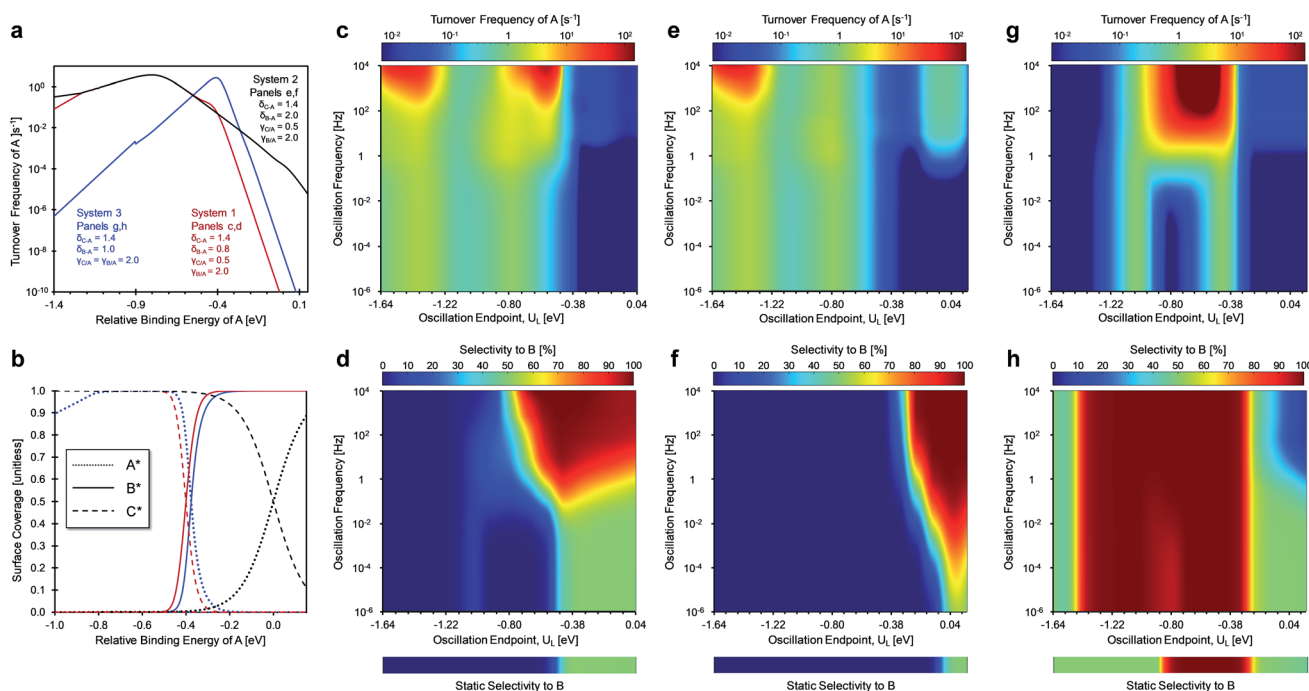 a
Turnover Frequency of A [s⁻¹]
10⁰
10⁻²
10⁻⁴
10⁻⁶
10⁻⁸
10⁻¹⁰
System 2
Panels e,f
δC-A = 1.4
δB-A = 2.0
γC/A = 0.5
γB/A = 2.0
System 3
Panels g,h
δC-A = 1.4
δB-A = 1.0
γC/A = γB/A = 2.0
System 1
Panels c,d
δC-A = 1.4
δB-A = 0.8
γC/A = 0.5
γB/A = 2.0
-1.4 -0.9 -0.4 0.1
Relative Binding Energy of A [eV]
b
Surface Coverage [unitless]
1.0
0.9
0.8
0.7
0.6
0.5
0.4
0.3
0.2
0.1
0.0
A*
B*
C*
-1.0 -0.8 -0.6 -0.4 -0.2 0.0
Relative Binding Energy of A [eV]
c
Turnover Frequency of A [s⁻¹]
10⁻² 10⁻¹ 1 10¹ 10²
Oscillation Frequency [Hz]
10⁴
10²
1
10⁻²
10⁻⁴
10⁻⁶
-1.64 -1.22 -0.80 -0.38 0.04
Oscillation Endpoint, UL [eV]
d
Selectivity to B [%]
0 10 20 30 40 50 60 70 80 90 100
Oscillation Frequency [Hz]
10⁴
10²
1
10⁻²
10⁻⁴
10⁻⁶
-1.64 -1.22 -0.80 -0.38 0.04
Oscillation Endpoint, UL [eV]
Static Selectivity to B
e
Turnover Frequency of A [s⁻¹]
10⁻² 10⁻¹ 1 10¹ 10²
Oscillation Frequency [Hz]
10⁴
10²
1
10⁻²
10⁻⁴
10⁻⁶
-1.64 -1.22 -0.80 -0.38 0.04
Oscillation Endpoint, UL [eV]
f
Selectivity to B [%]
0 10 20 30 40 50 60 70 80 90 100
Oscillation Frequency [Hz]
10⁴
10²
1
10⁻²
10⁻⁴
10⁻⁶
-1.64 -1.22 -0.80 -0.38 0.04
Oscillation Endpoint, UL [eV]
Static Selectivity to B
g
Turnover Frequency of A [s⁻¹]
10⁻² 10⁻¹ 1 10¹ 10²
Oscillation Frequency [Hz]
10⁴
10²
1
10⁻²
10⁻⁴
10⁻⁶
-1.64 -1.22 -0.80 -0.38 0.04
Oscillation Endpoint, UL [eV]
h
Selectivity to B [%]
0 10 20 30 40 50 60 70 80 90 100
Oscillation Frequency [Hz]
10⁴
10²
1
10⁻²
10⁻⁴
10⁻⁶
-1.64 -1.22 -0.80 -0.38 0.04
Oscillation Endpoint, UL [eV]
Static Selectivity to B